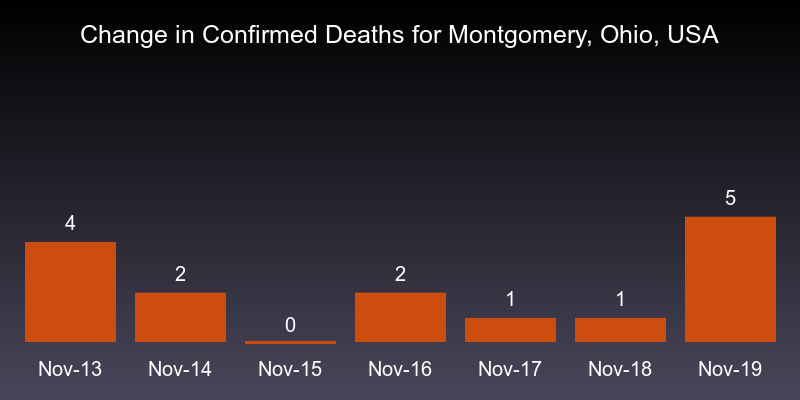 Change in Confirmed Deaths for Montgomery, Ohio, USA
4 2 0 2 1 1 5
Nov-13 Nov-14 Nov-15 Nov-16 Nov-17 Nov-18 Nov-19